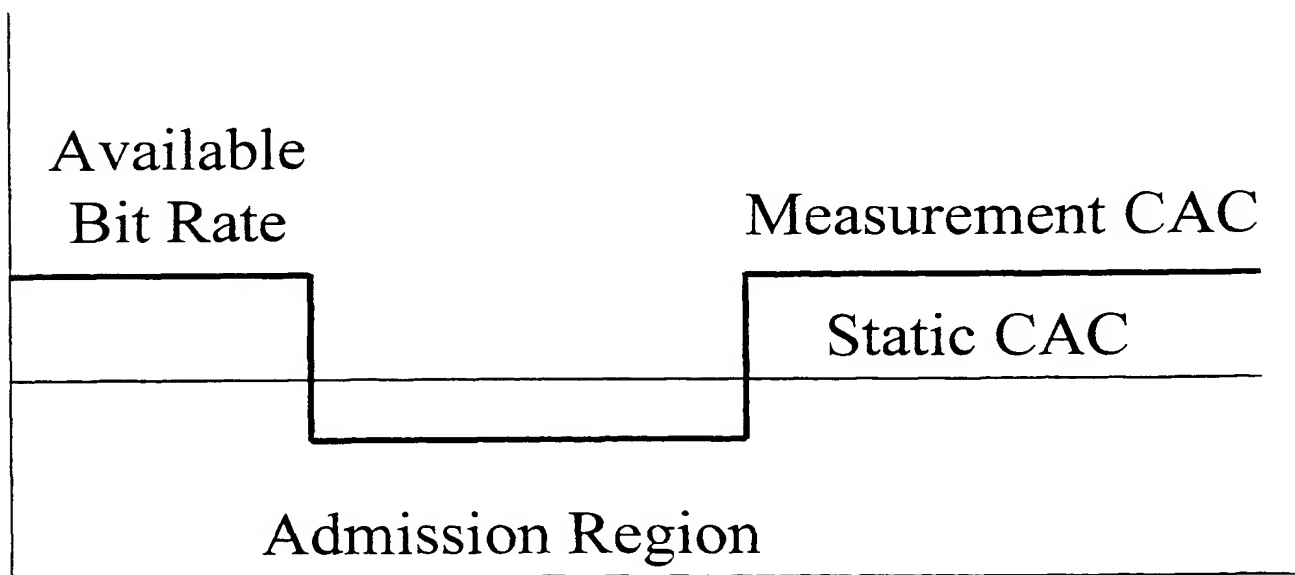 Available
Bit Rate
Measurement CAC
Static CAC
Admission Region